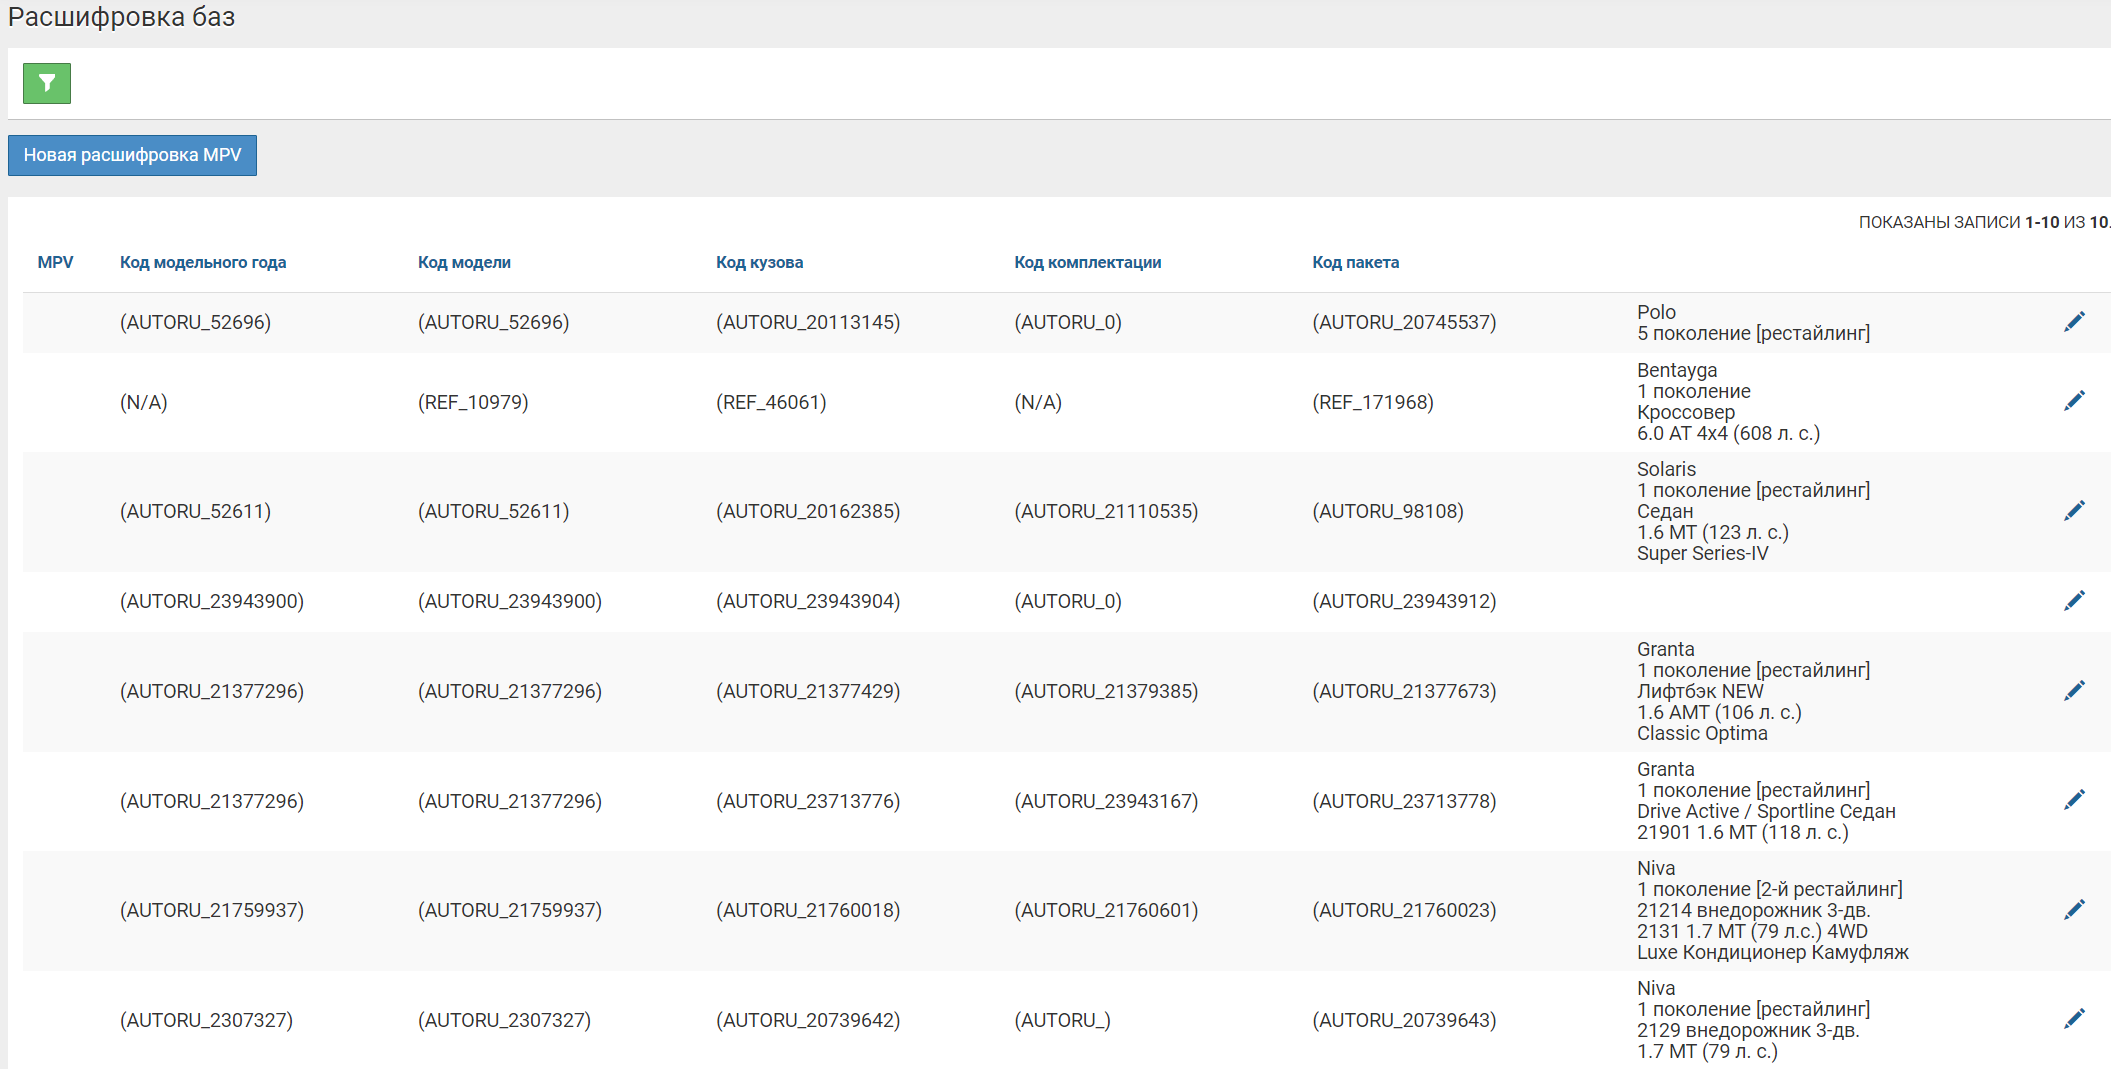 Расшифровка баз
Новая расшифровка MPV
ПОКАЗАНЫ ЗАПИСИ 1-10 ИЗ 10.
MPV Код модельного года Код модели Код кузова Код комплектации Код пакета
(AUTORU_52696) (AUTORU_52696) (AUTORU_20113145) (AUTORU_0) (AUTORU_20745537)
Polo
5 поколение [рестайлинг]
(N/A) (REF_10979) (REF_46061) (N/A) (REF_171968)
Bentayga
1 поколение
Кроссовер
6.0 AT 4x4 (608 л. с.)
(AUTORU_52611) (AUTORU_52611) (AUTORU_20162385) (AUTORU_21110535) (AUTORU_98108)
Solaris
1 поколение [рестайлинг]
Седан
1.6 MT (123 л. с.)
Super Series-IV
(AUTORU_23943900) (AUTORU_23943900) (AUTORU_23943904) (AUTORU_0) (AUTORU_23943912)
(AUTORU_21377296) (AUTORU_21377296) (AUTORU_21377429) (AUTORU_21379385) (AUTORU_21377673)
Granta
1 поколение [рестайлинг]
Лифтбэк NEW
1.6 AMT (106 л. с.)
Classic Optima
(AUTORU_21377296) (AUTORU_21377296) (AUTORU_23713776) (AUTORU_23943167) (AUTORU_23713778)
Granta
1 поколение [рестайлинг]
Drive Active / Sportline Седан
21901 1.6 MT (118 л. с.)
(AUTORU_21759937) (AUTORU_21759937) (AUTORU_21760018) (AUTORU_21760601) (AUTORU_21760023)
Niva
1 поколение [2-й рестайлинг]
21214 внедорожник 3-дв.
2131 1.7 MT (79 л.с.) 4WD
Luxe Кондиционер Камуфляж
(AUTORU_2307327) (AUTORU_2307327) (AUTORU_20739642) (AUTORU_) (AUTORU_20739643)
Niva
1 поколение [рестайлинг]
2129 внедорожник 3-дв.
1.7 MT (79 л. с.)